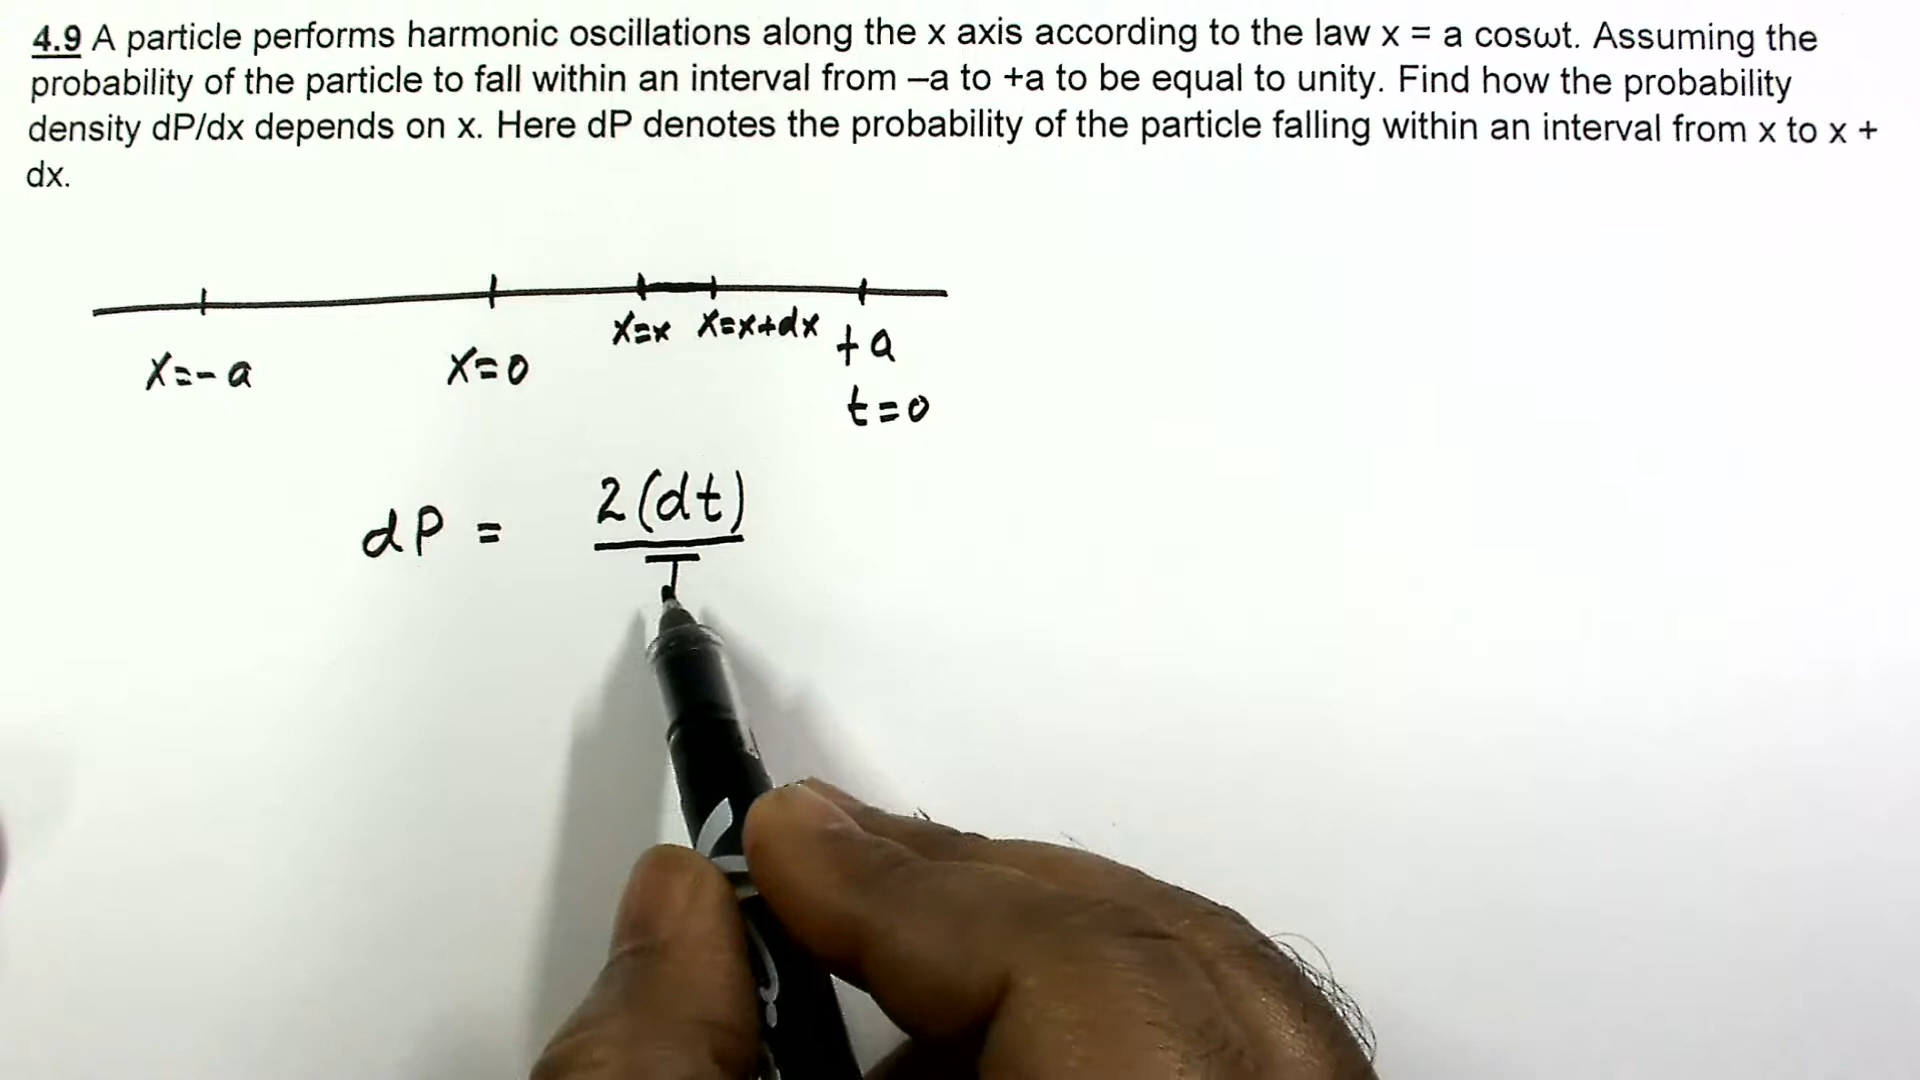 4.9 A particle performs harmonic oscillations along the x axis according to the law x = a cosωt. Assuming the
probability of the particle to fall within an interval from –a to +a to be equal to unity. Find how the probability
density dP/dx depends on x. Here dP denotes the probability of the particle falling within an interval from x to x +
dx.
x=x x=x+dx +a
x=-a x=0
t=0
dP = 2(dt)
T